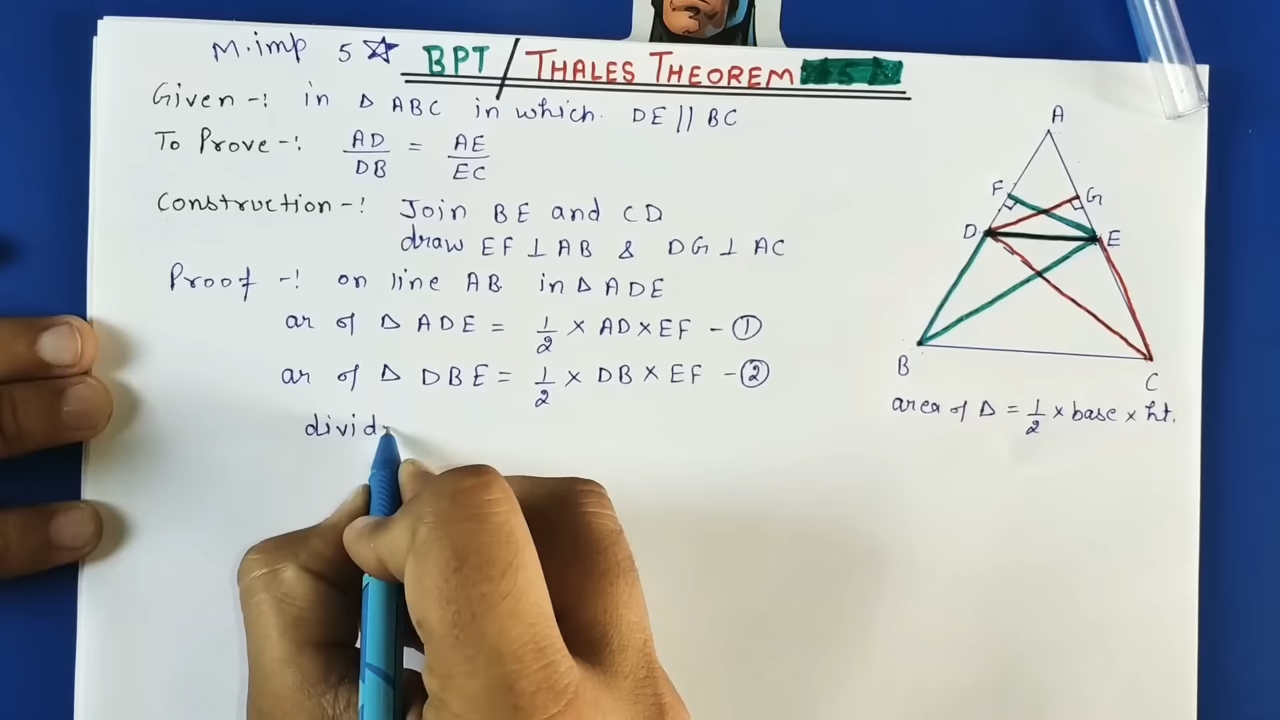 M.imp 5 BPT / THALES THEOREM
Given -: in Δ ABC in which. DE || BC
To Prove -: AD/DB = AE/EC
Construction -: Join BE and CD
draw EF ⊥ AB & DG ⊥ AC
Proof -: on line AB in Δ ADE
ar of Δ ADE = 1/2 × AD × EF - ①
ar of Δ DBE = 1/2 × DB × EF - ②
divid
A
F G
D E
B C
area of Δ = 1/2 × base × ht.